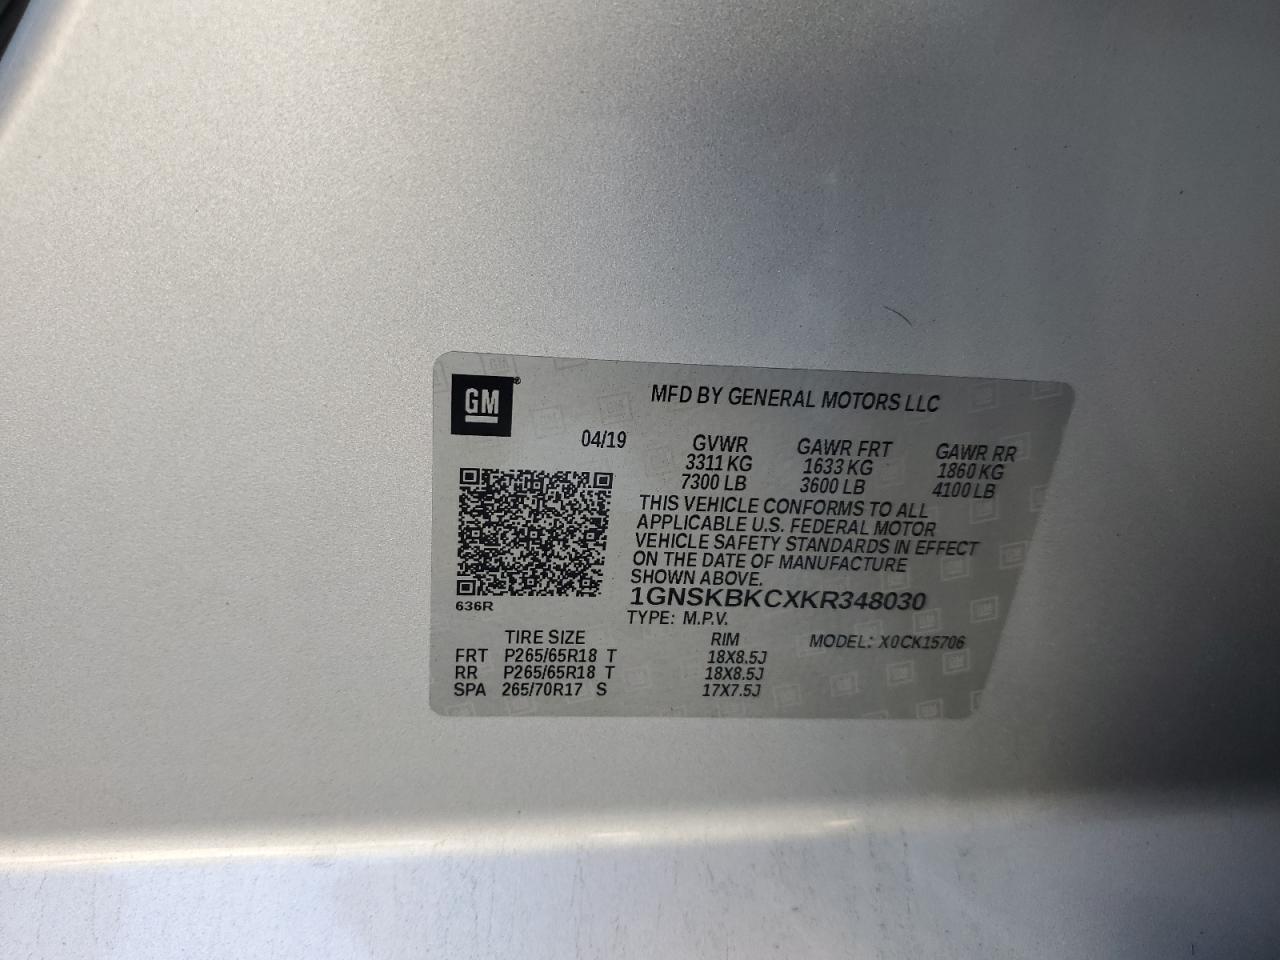 GM®
MFD BY GENERAL MOTORS LLC
04/19 GVWR GAWR FRT GAWR RR
3311 KG 1633 KG 1860 KG
7300 LB 3600 LB 4100 LB
THIS VEHICLE CONFORMS TO ALL
APPLICABLE U.S. FEDERAL MOTOR
VEHICLE SAFETY STANDARDS IN EFFECT
ON THE DATE OF MANUFACTURE
SHOWN ABOVE.
1GNSKBKCXKR348030
636R
TYPE: M.P.V.
TIRE SIZE RIM MODEL: X0CK15706
FRT P265/65R18 T 18X8.5J
RR P265/65R18 T 18X8.5J
SPA 265/70R17 S 17X7.5J